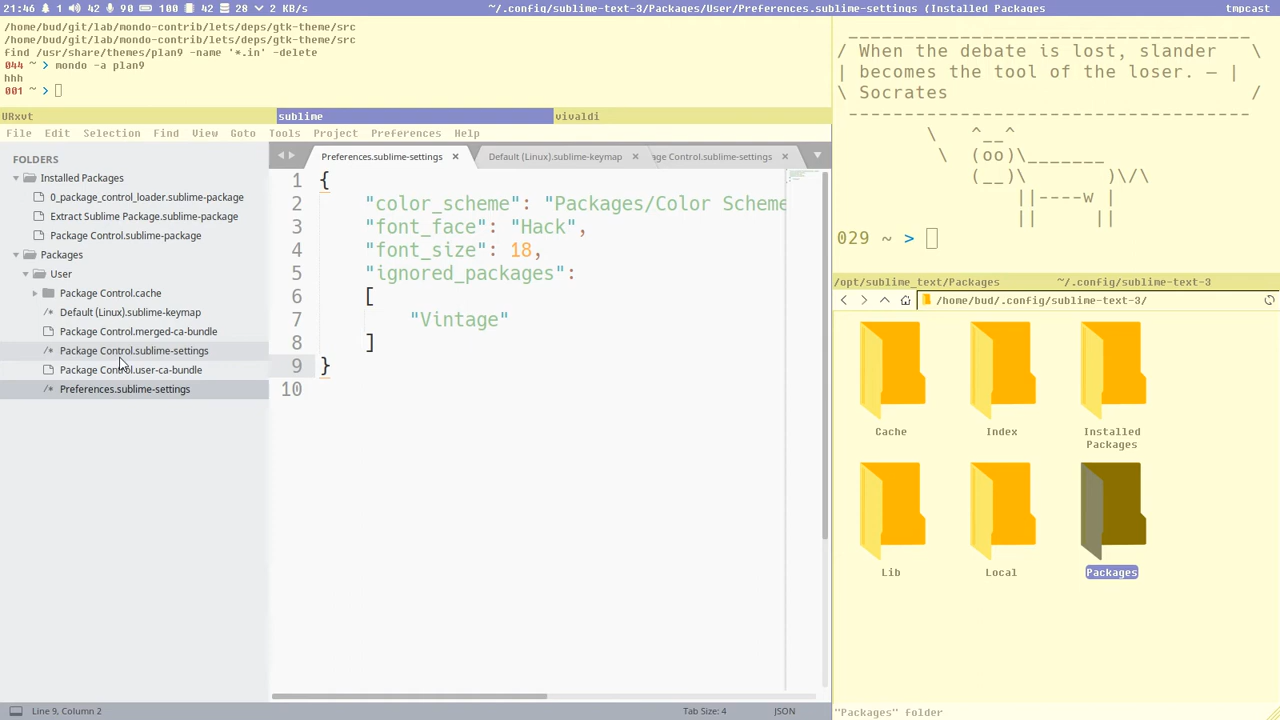 21:46 1 42 90 100 42 28 2 KB/s ~/.config/sublime-text-3/Packages/User/Preferences.sublime-settings (Installed Packages tmpcast
/home/bud/git/lab/mondo-contrib/lets/deps/gtk-theme/src
/home/bud/git/lab/mondo-contrib/lets/deps/gtk-theme/src
find /usr/share/themes/plan9 -name '*.in' -delete
044 ~ > mondo -a plan9
hhh
001 ~ >
URxvt sublime vivaldi
File Edit Selection Find View Goto Tools Project Preferences Help
FOLDERS
Installed Packages
0_package_control_loader.sublime-package
Extract Sublime Package.sublime-package
Package Control.sublime-package
Packages
User
Package Control.cache
/* Default (Linux).sublime-keymap
Package Control.merged-ca-bundle
/* Package Control.sublime-settings
Package Control.user-ca-bundle
/* Preferences.sublime-settings
Preferences.sublime-settings × Default (Linux).sublime-keymap × age Control.sublime-settings ×
1 {
2 "color_scheme": "Packages/Color Scheme
3 "font_face": "Hack",
4 "font_size": 18,
5 "ignored_packages":
6 [
7 "Vintage"
8 ]
9 }
10
Line 9, Column 2 Tab Size: 4 JSON
___________________________________
/ When the debate is lost, slander \
| becomes the tool of the loser. — |
\ Socrates /
-----------------------------------
\ ^__^
\ (oo)\_______
(__)\ )\/\
||----w |
|| ||
029 ~ >
/opt/sublime_text/Packages ~/.config/sublime-text-3
/home/bud/.config/sublime-text-3/
Cache Index Installed Packages
Lib Local Packages
"Packages" folder